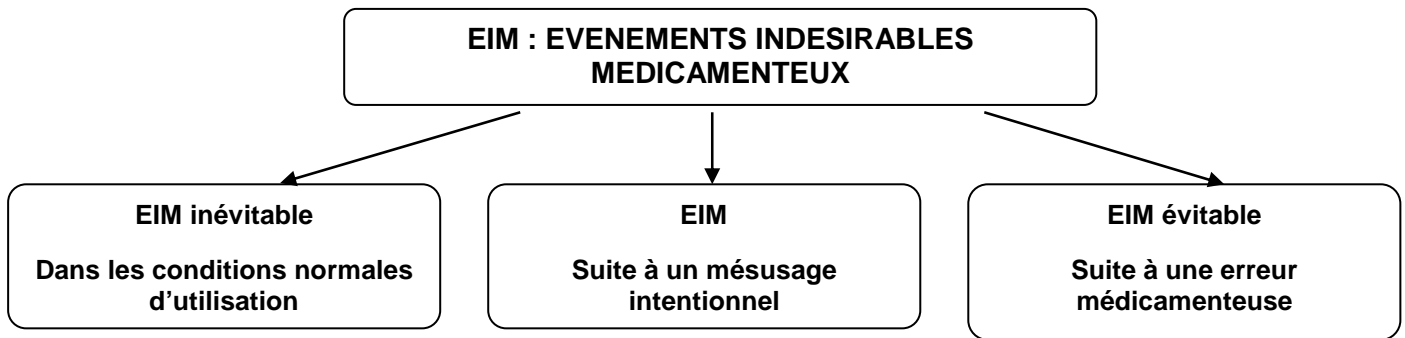 EIM : EVENEMENTS INDESIRABLES
MEDICAMENTEUX
EIM inévitable
Dans les conditions normales
d’utilisation
EIM
Suite à un mésusage
intentionnel
EIM évitable
Suite à une erreur
médicamenteuse